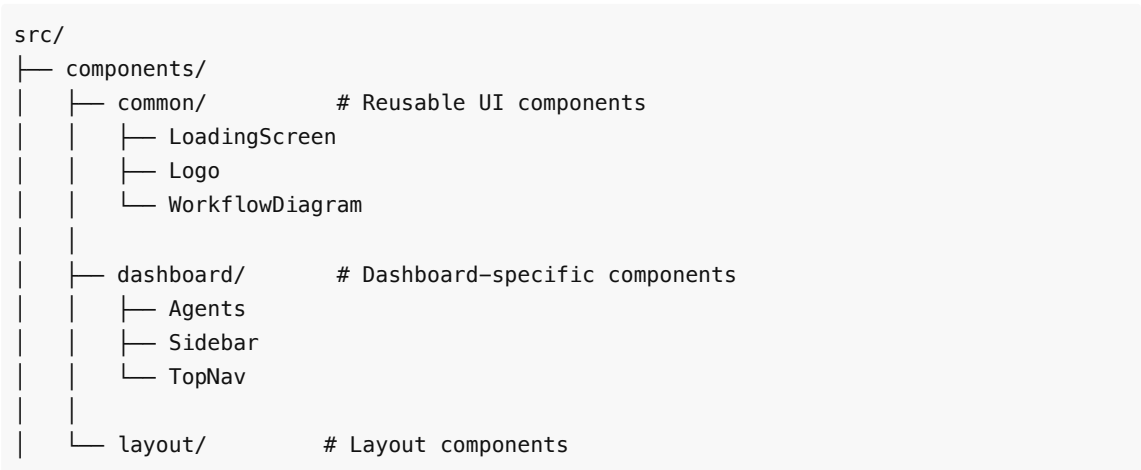 src/
├── components/
│   ├── common/          # Reusable UI components
│   │   ├── LoadingScreen
│   │   ├── Logo
│   │   └── WorkflowDiagram
│   │
│   ├── dashboard/       # Dashboard-specific components
│   │   ├── Agents
│   │   ├── Sidebar
│   │   └── TopNav
│   │
│   └── layout/         # Layout components